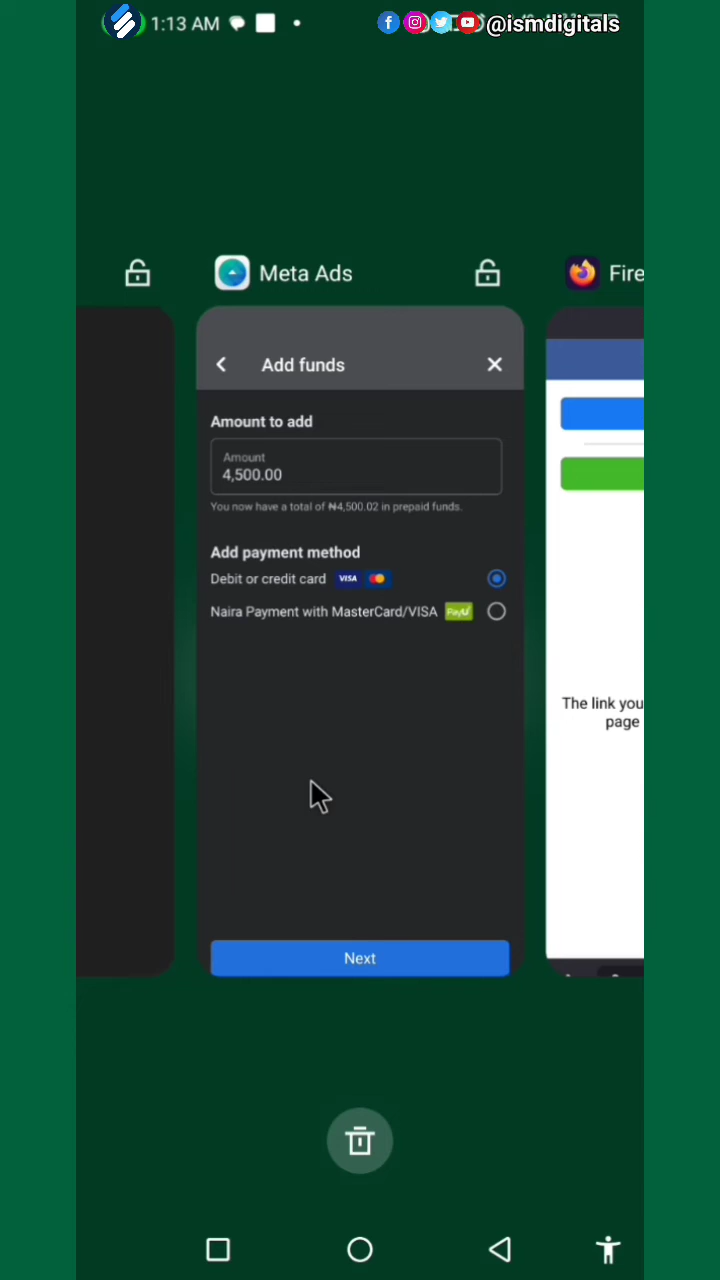 1:13 AM
@ismdigitals
Meta Ads
Fire
Add funds
Amount to add
Amount
4,500.00
You now have a total of ₦4,500.02 in prepaid funds.
Add payment method
Debit or credit card VISA
Naira Payment with MasterCard/VISA PayU
The link you
page
Next